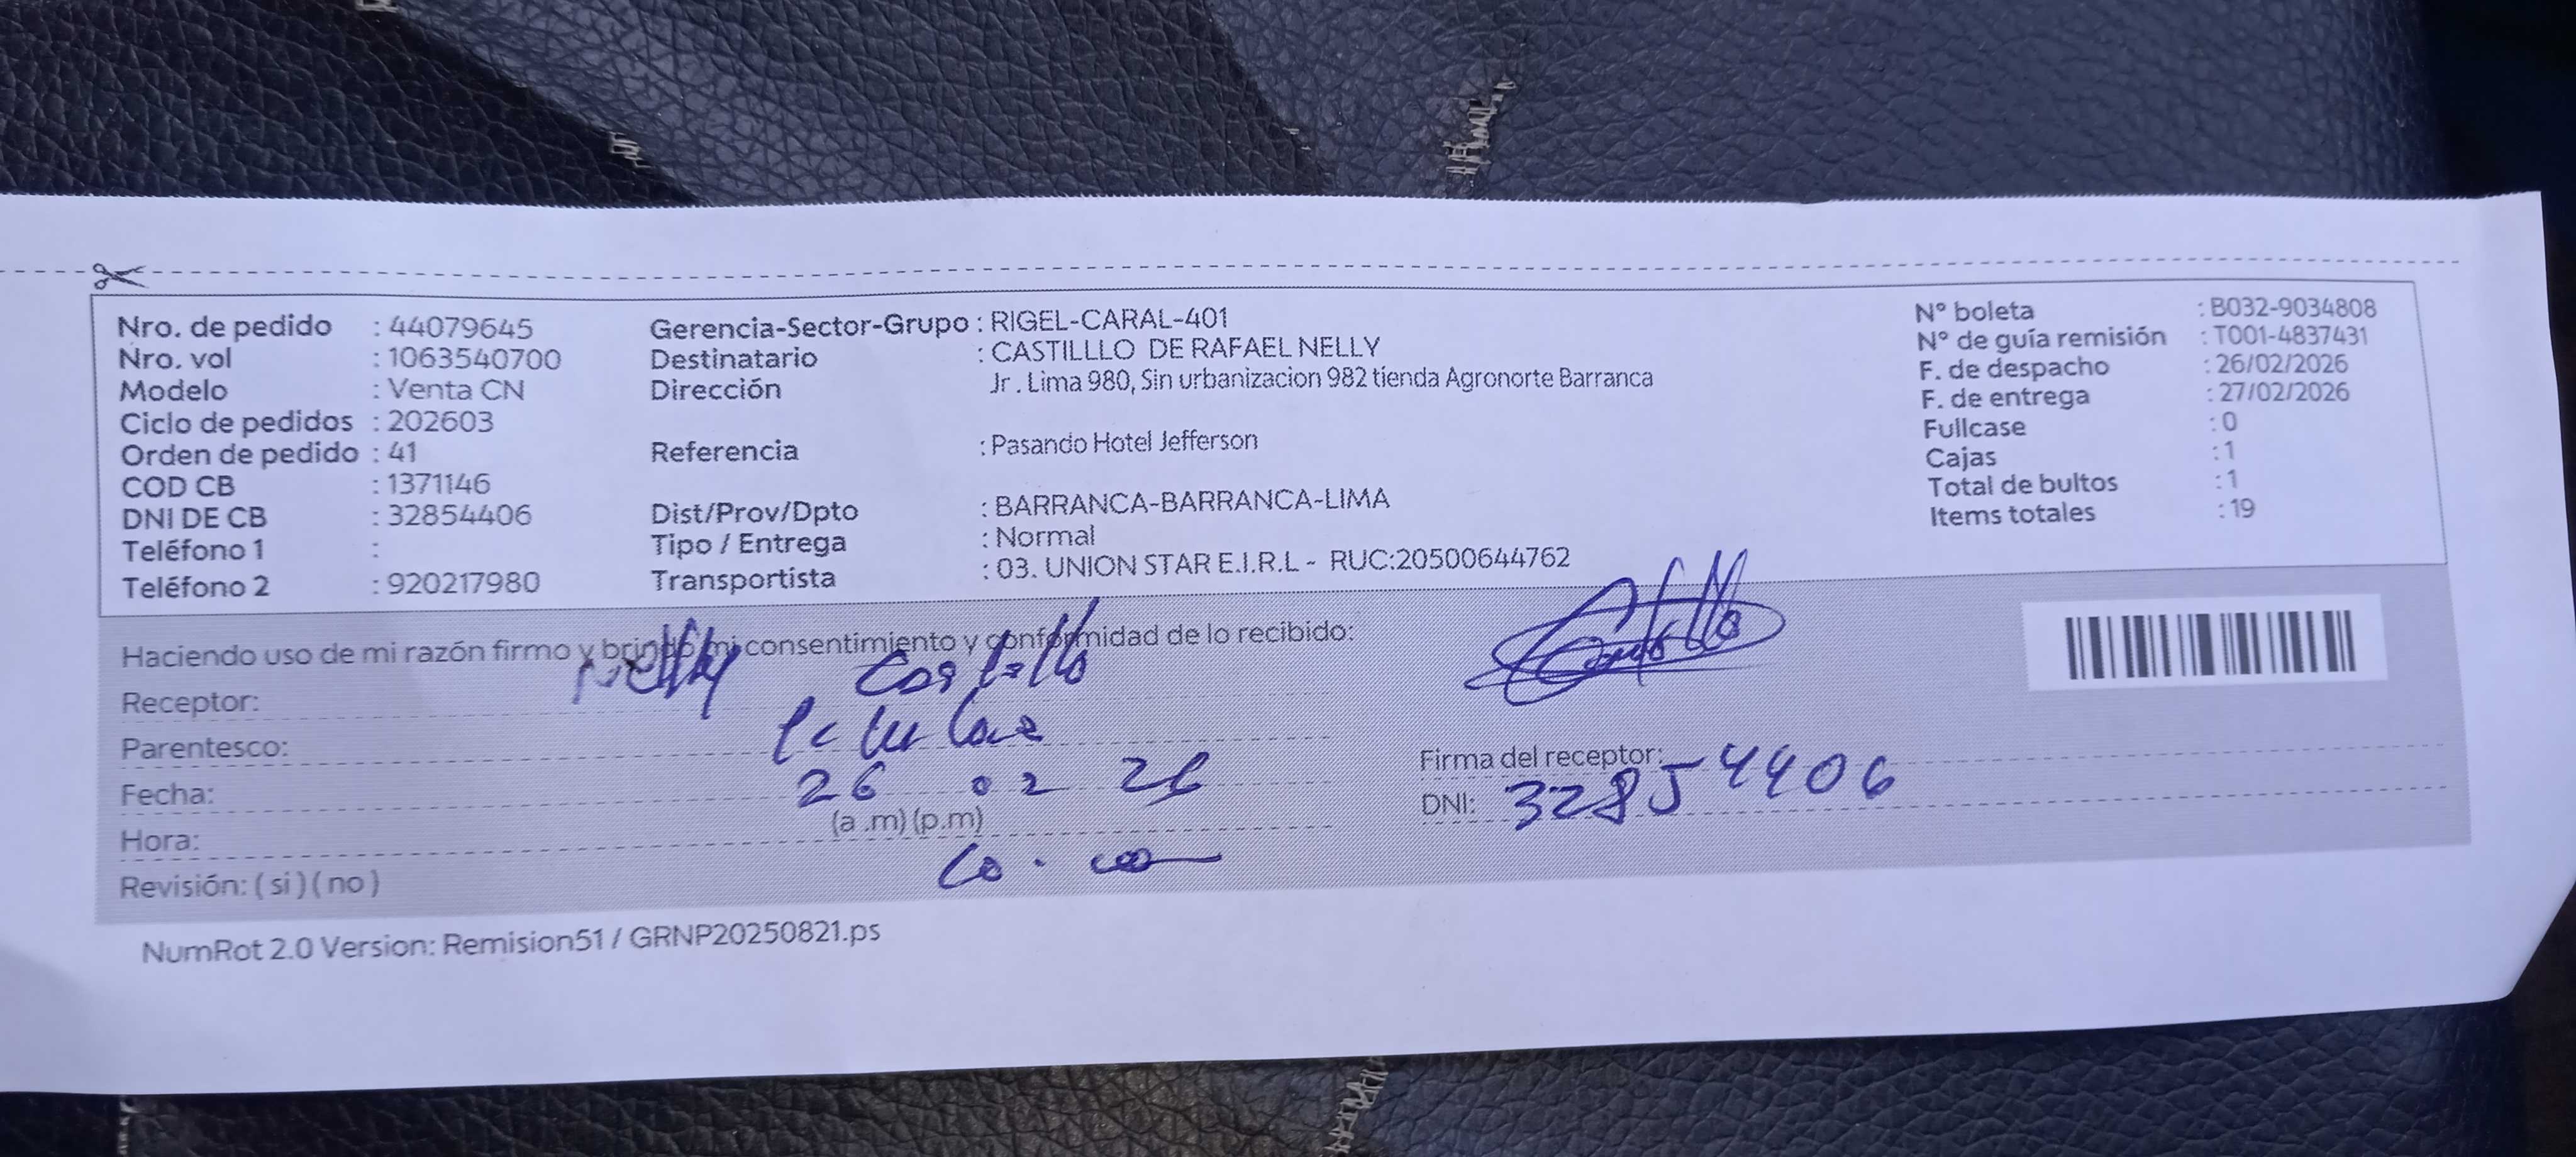 Nro. de pedido : 44079645
Nro. vol : 1063540700
Modelo : Venta CN
Ciclo de pedidos : 202603
Orden de pedido : 41
COD CB : 1371146
DNI DE CB : 32854406
Teléfono 1 :
Teléfono 2 : 920217980
Gerencia-Sector-Grupo : RIGEL-CARAL-401
Destinatario : CASTILLLO DE RAFAEL NELLY
Dirección Jr . Lima 980, Sin urbanizacion 982 tienda Agronorte Barranca
Referencia : Pasando Hotel Jefferson
Dist/Prov/Dpto : BARRANCA-BARRANCA-LIMA
Tipo / Entrega : Normal
Transportista : 03. UNION STAR E.I.R.L - RUC:20500644762
N° boleta : B032-9034808
N° de guía remisión : T001-4837431
F. de despacho : 26/02/2026
F. de entrega : 27/02/2026
Fullcase : 0
Cajas : 1
Total de bultos : 1
Items totales : 19
Haciendo uso de mi razón firmo y brindo mi consentimiento y conformidad de lo recibido:
Receptor: Nelly Castillo
Parentesco:
Fecha: 26 02 26
Hora: (a .m) (p.m)
Revisión: ( si ) ( no )
Castillo
Firma del receptor:
DNI: 32854406
NumRot 2.0 Version: Remision51 / GRNP20250821.ps